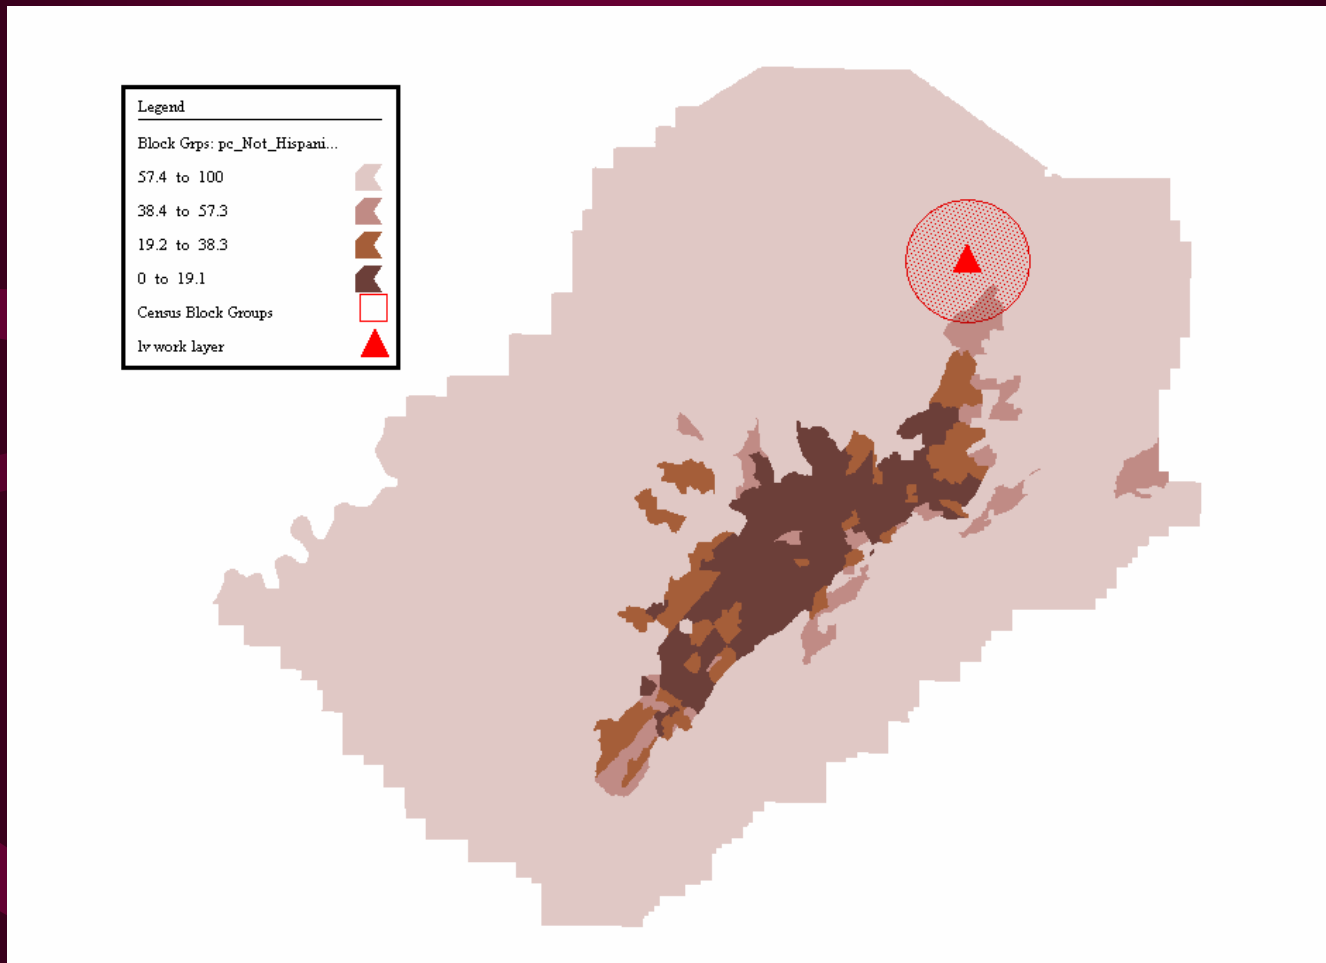 Legend
Block Grps: pc_Not_Hispani...
57.4 to 100
38.4 to 57.3
19.2 to 38.3
0 to 19.1
Census Block Groups
lv work layer